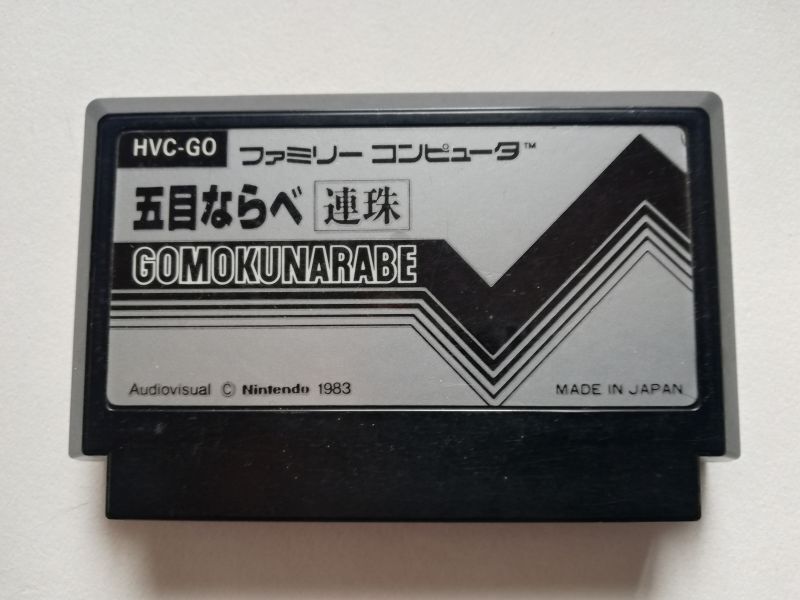 HVC-GO ファミリー コンピュータ™
五目ならべ 連珠
GOMOKUNARABE
Audiovisual © Nintendo 1983 MADE IN JAPAN